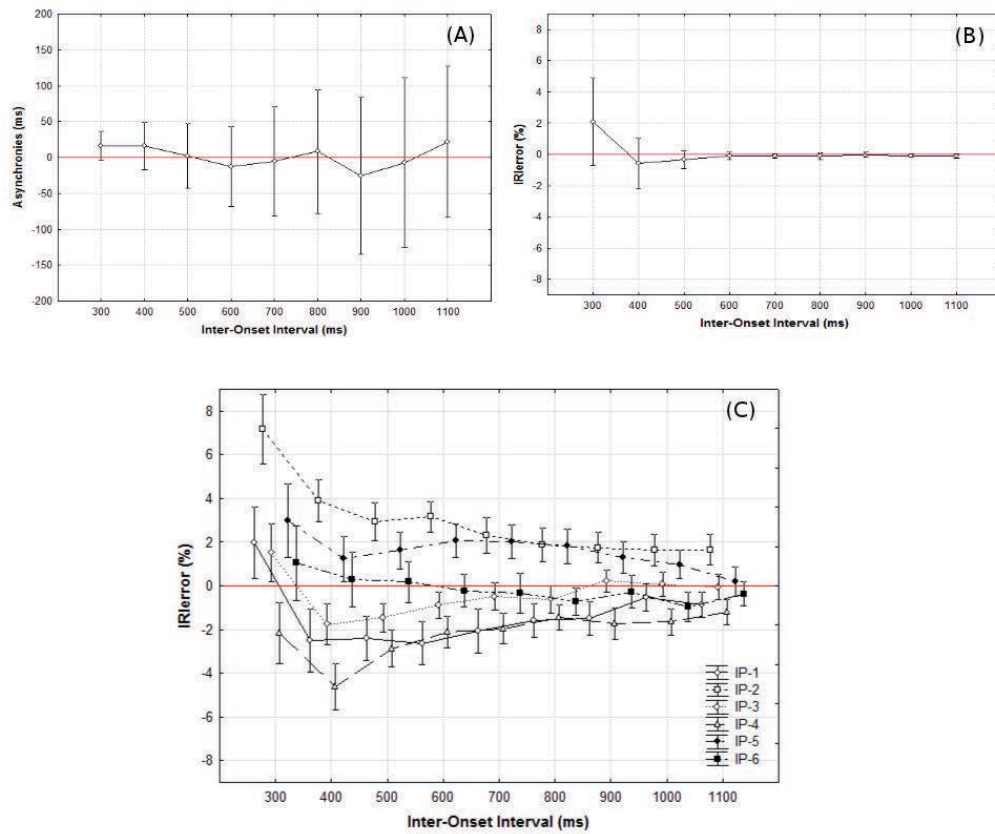 (A)
Asynchronies (ms)
200
150
100
50
0
-50
-100
-150
-200
300 400 500 600 700 800 900 1000 1100
Inter-Onset Interval (ms)
(B)
IRIerror (%)
8
6
4
2
0
-2
-4
-6
-8
300 400 500 600 700 800 900 1000 1100
Inter-Onset Interval (ms)
(C)
IRIerror (%)
8
6
4
2
0
-2
-4
-6
-8
IP-1
IP-2
IP-3
IP-4
IP-5
IP-6
300 400 500 600 700 800 900 1000 1100
Inter-Onset Interval (ms)